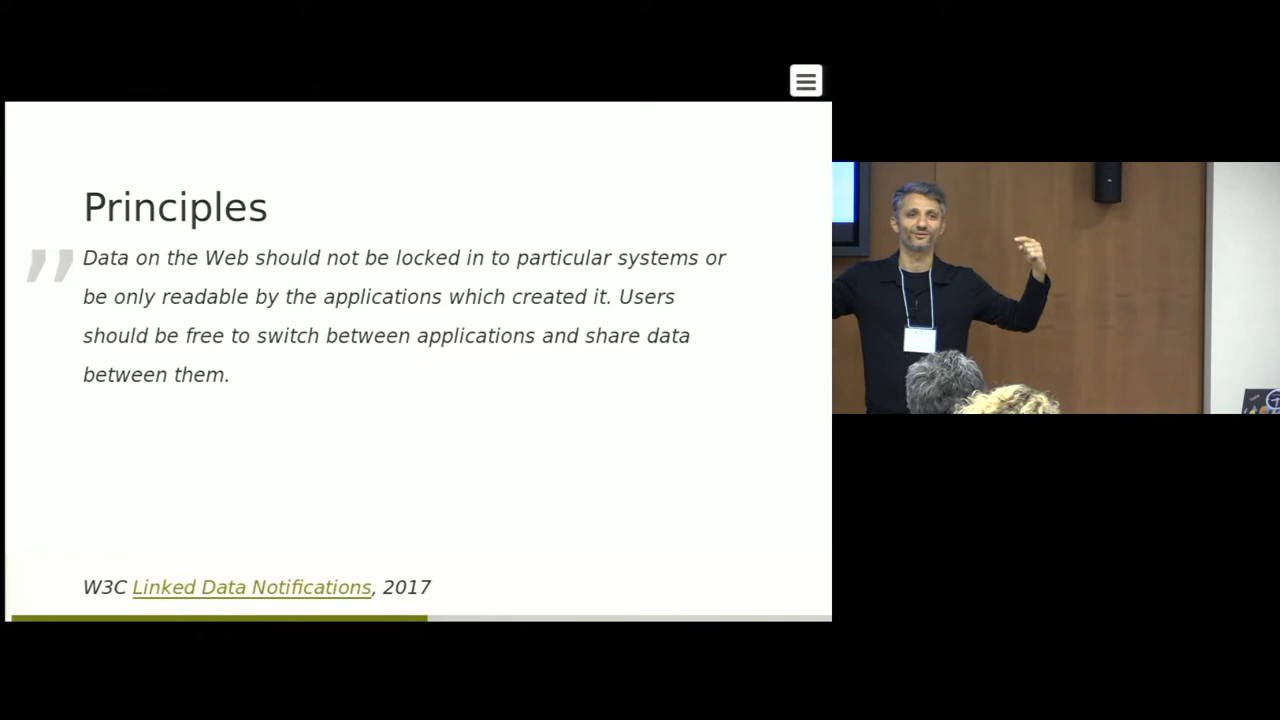 Principles
” Data on the Web should not be locked in to particular systems or
be only readable by the applications which created it. Users
should be free to switch between applications and share data
between them.
W3C Linked Data Notifications, 2017